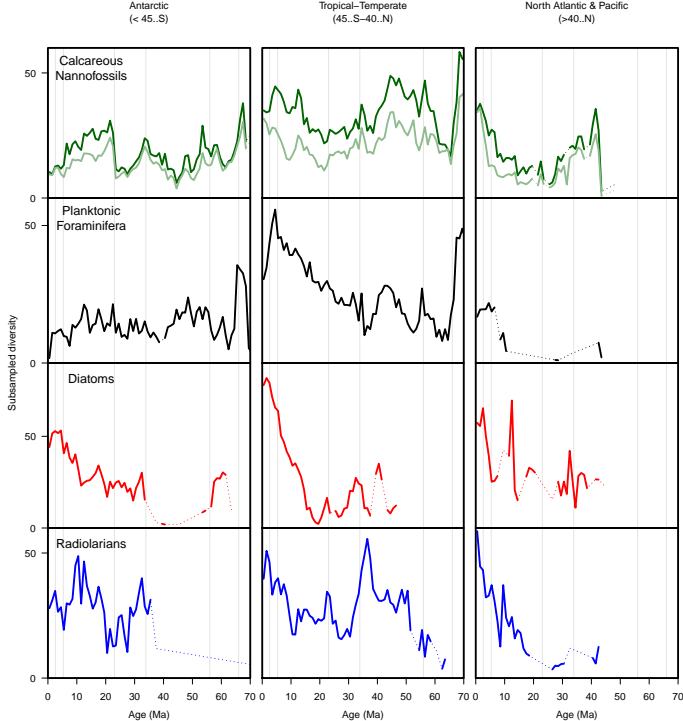 Antarctic
(< 45..S)
Tropical−Temperate
(45..S−40..N)
North Atlantic & Pacific
(>40..N)
Calcareous
Nannofossils
50
0
Planktonic
Foraminifera
50
0
Subsampled diversity
Diatoms
50
0
Radiolarians
50
0
0 10 20 30 40 50 60 70
0 10 20 30 40 50 60 70
0 10 20 30 40 50 60 70
Age (Ma)
Age (Ma)
Age (Ma)